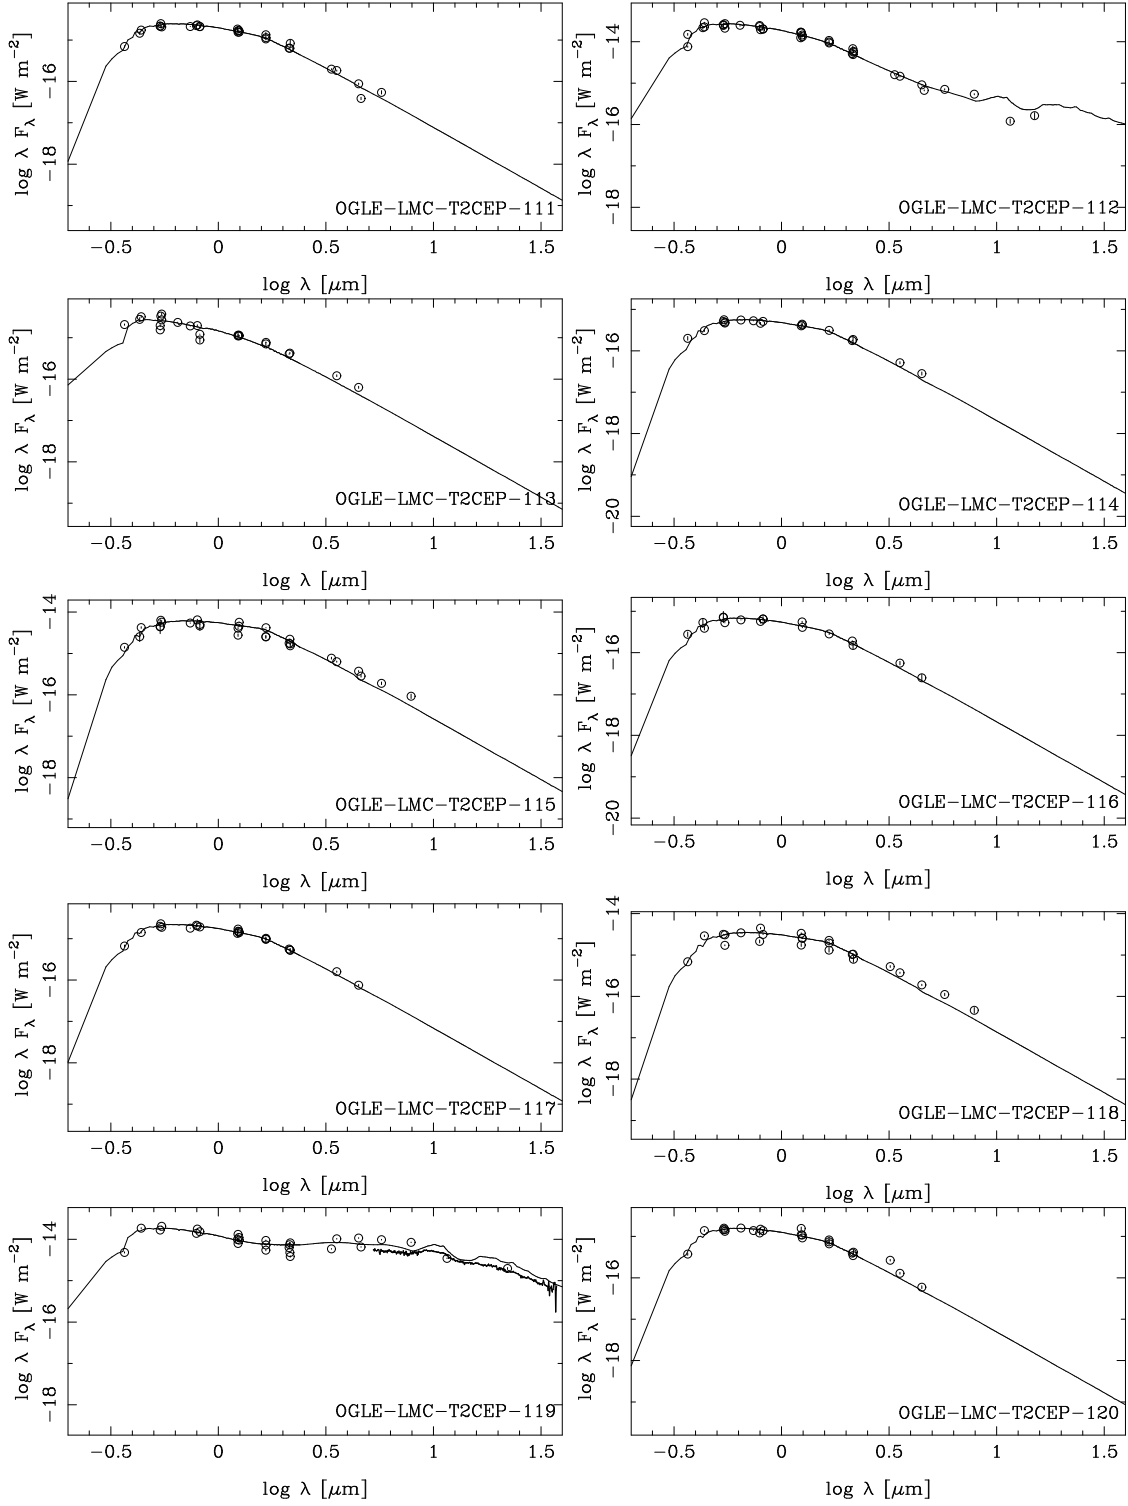 log λ F_λ [W m⁻²]
−16
−18
OGLE−LMC−T2CEP−111
−0.5 0 0.5 1 1.5
log λ [μm]
log λ F_λ [W m⁻²]
−14
−16
−18
OGLE−LMC−T2CEP−112
−0.5 0 0.5 1 1.5
log λ [μm]
log λ F_λ [W m⁻²]
−16
−18
OGLE−LMC−T2CEP−113
−0.5 0 0.5 1 1.5
log λ [μm]
log λ F_λ [W m⁻²]
−16
−18
−20
OGLE−LMC−T2CEP−114
−0.5 0 0.5 1 1.5
log λ [μm]
log λ F_λ [W m⁻²]
−14
−16
−18
OGLE−LMC−T2CEP−115
−0.5 0 0.5 1 1.5
log λ [μm]
log λ F_λ [W m⁻²]
−16
−18
−20
OGLE−LMC−T2CEP−116
−0.5 0 0.5 1 1.5
log λ [μm]
log λ F_λ [W m⁻²]
−16
−18
OGLE−LMC−T2CEP−117
−0.5 0 0.5 1 1.5
log λ [μm]
log λ F_λ [W m⁻²]
−14
−16
−18
OGLE−LMC−T2CEP−118
−0.5 0 0.5 1 1.5
log λ [μm]
log λ F_λ [W m⁻²]
−14
−16
−18
OGLE−LMC−T2CEP−119
−0.5 0 0.5 1 1.5
log λ [μm]
log λ F_λ [W m⁻²]
−16
−18
OGLE−LMC−T2CEP−120
−0.5 0 0.5 1 1.5
log λ [μm]